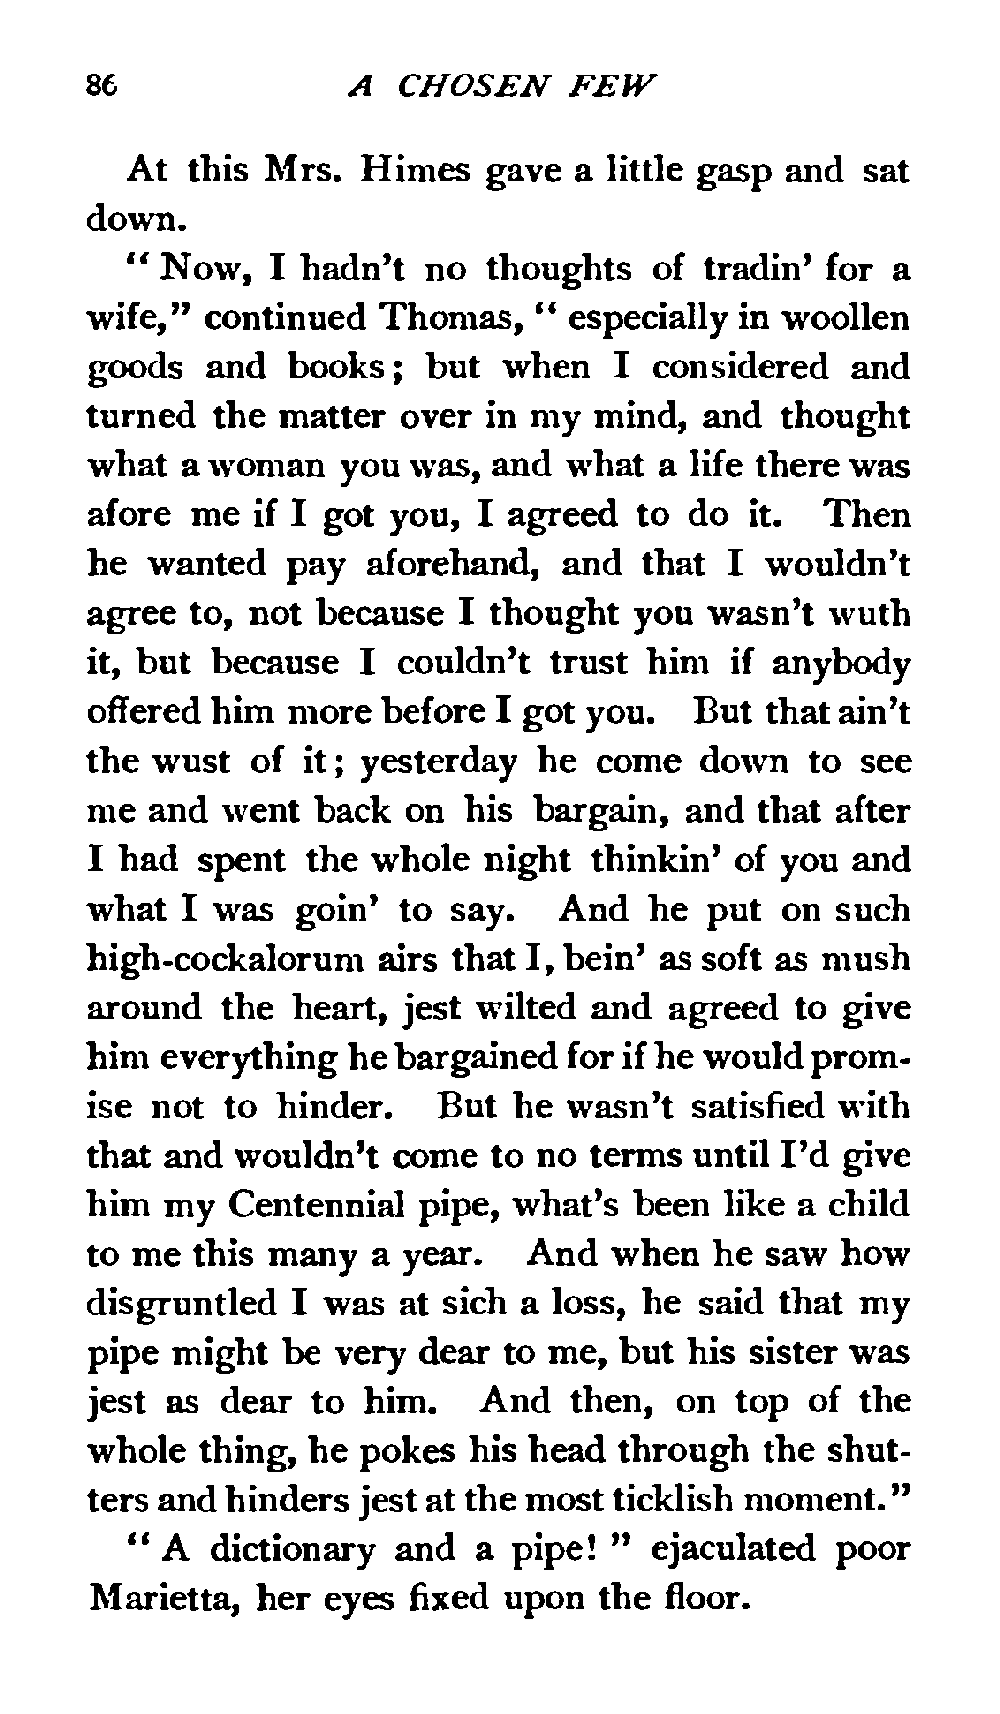 86 A CHOSEN FEW
At this Mrs. Himes gave a little gasp and sat
down.
“ Now, I hadn’t no thoughts of tradin’ for a
wife,” continued Thomas, “ especially in woollen
goods and books ; but when I considered and
turned the matter over in my mind, and thought
what a woman you was, and what a life there was
afore me if I got you, I agreed to do it. Then
he wanted pay aforehand, and that I wouldn’t
agree to, not because I thought you wasn’t wuth
it, but because I couldn’t trust him if anybody
offered him more before I got you. But that ain’t
the wust of it ; yesterday he come down to see
me and went back on his bargain, and that after
I had spent the whole night thinkin’ of you and
what I was goin’ to say. And he put on such
high-cockalorum airs that I, bein’ as soft as mush
around the heart, jest wilted and agreed to give
him everything he bargained for if he would prom-
ise not to hinder. But he wasn’t satisfied with
that and wouldn’t come to no terms until I’d give
him my Centennial pipe, what’s been like a child
to me this many a year. And when he saw how
disgruntled I was at sich a loss, he said that my
pipe might be very dear to me, but his sister was
jest as dear to him. And then, on top of the
whole thing, he pokes his head through the shut-
ters and hinders jest at the most ticklish moment.”
“ A dictionary and a pipe! ” ejaculated poor
Marietta, her eyes fixed upon the floor.